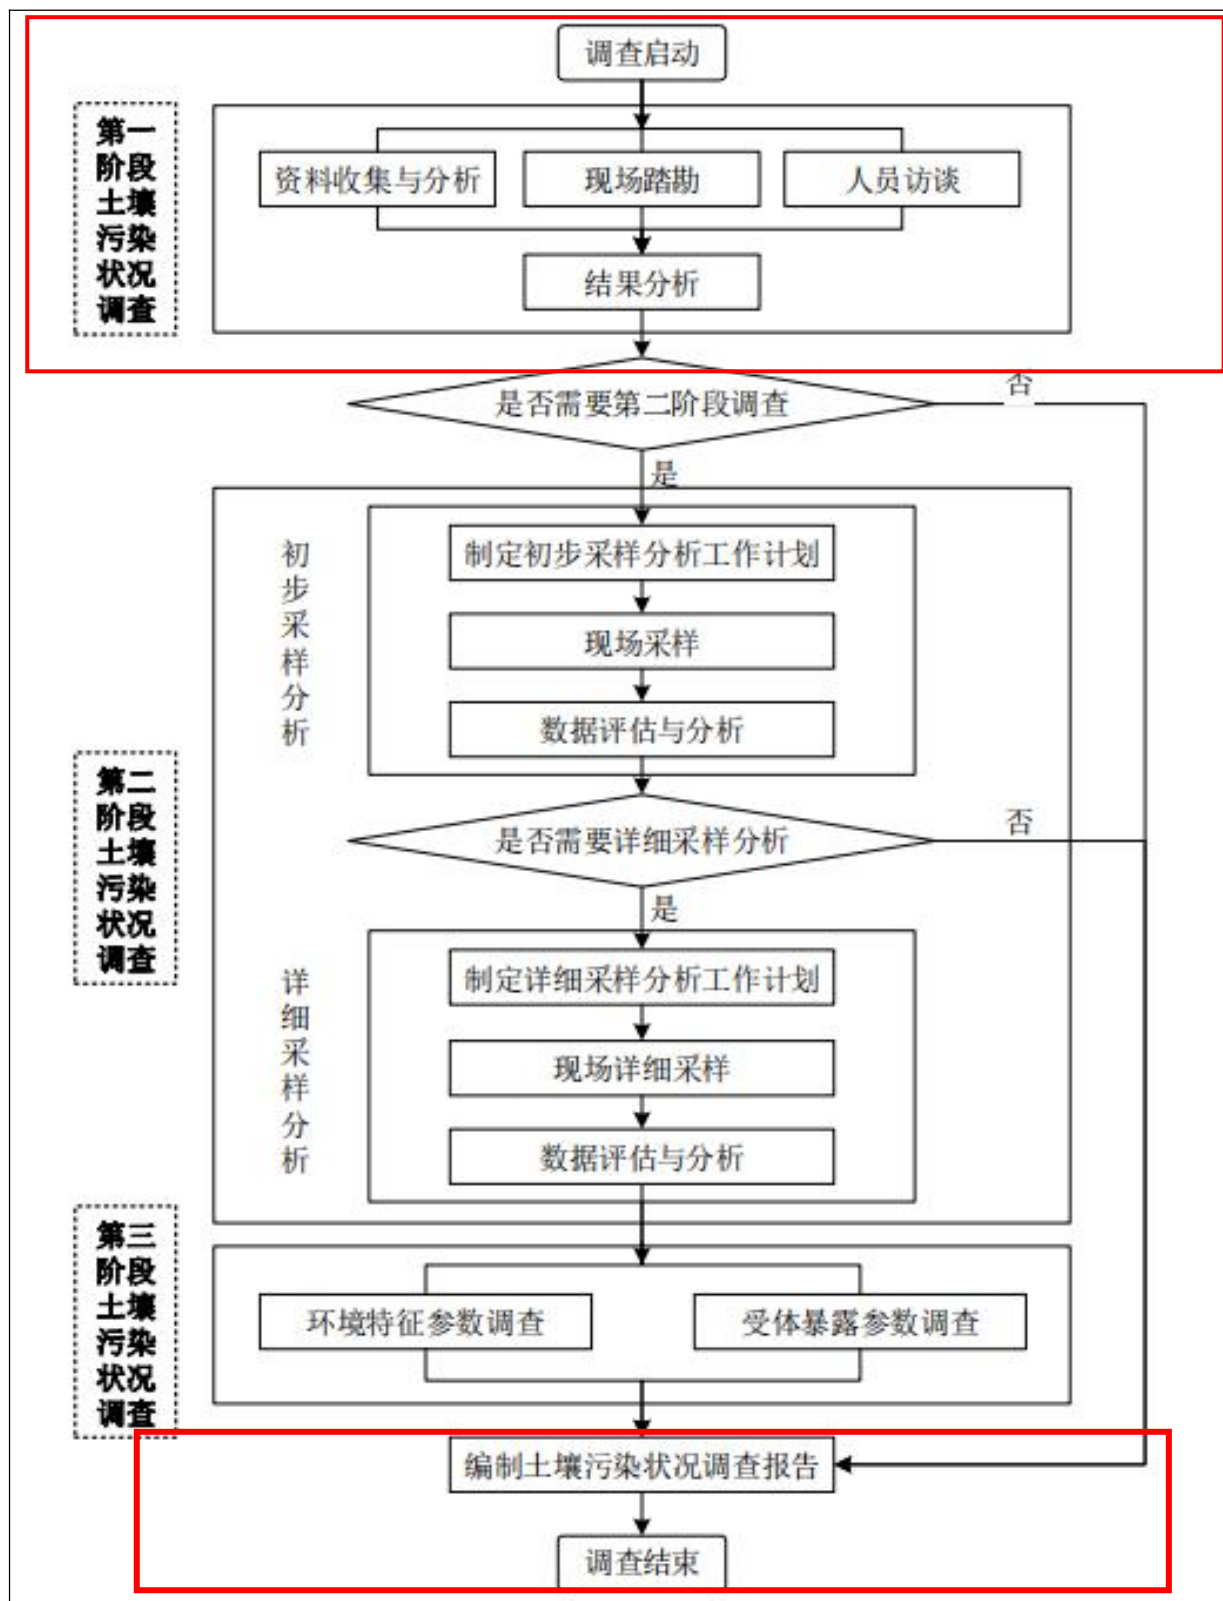 调查启动
第一
阶段
土壤
污染
状况
调查
资料收集与分析
现场踏勘
人员访谈
结果分析
是否需要第二阶段调查
否
是
初
步
采
样
分
析
制定初步采样分析工作计划
现场采样
数据评估与分析
第二
阶段
土壤
污染
状况
调查
是否需要详细采样分析
否
是
详
细
采
样
分
析
制定详细采样分析工作计划
现场详细采样
数据评估与分析
第三
阶段
土壤
污染
状况
调查
环境特征参数调查
受体暴露参数调查
编制土壤污染状况调查报告
调查结束